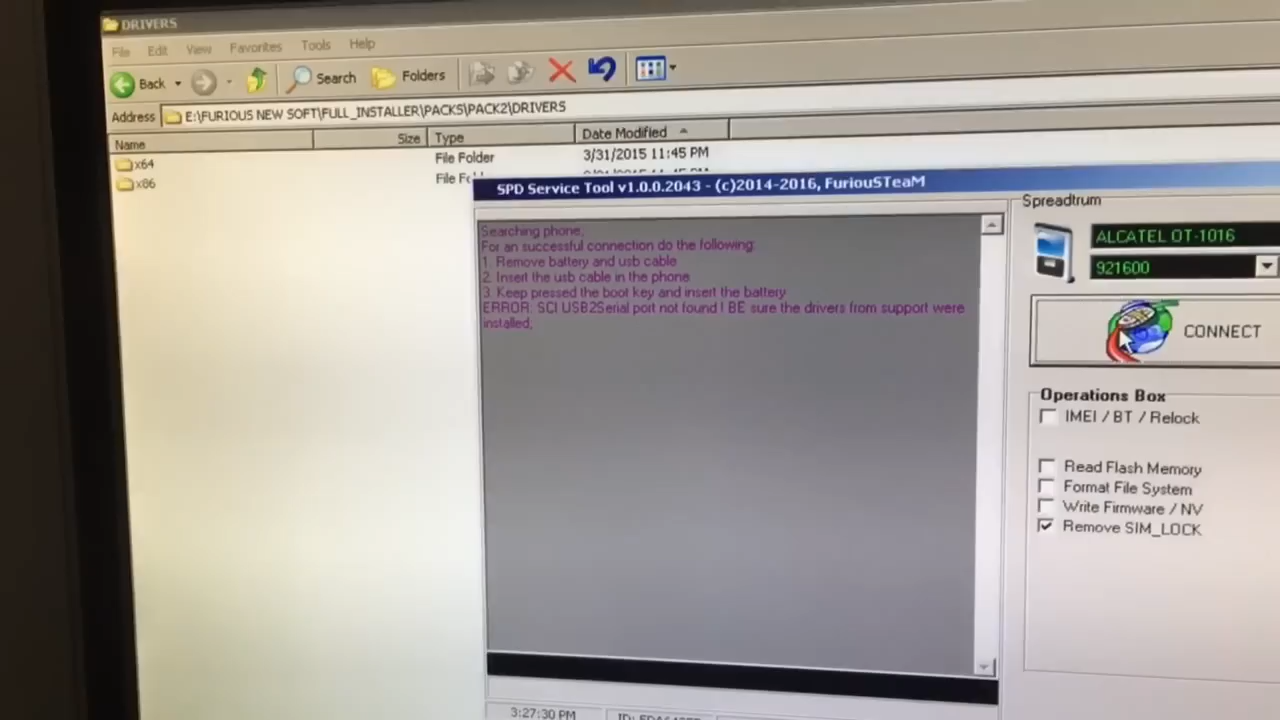 DRIVERS
File Edit View Favorites Tools Help
Back Search Folders
Address E:\FURIOUS NEW SOFT\FULL_INSTALLER\PACKS\PACK2\DRIVERS
Name Size Type Date Modified
x64 File Folder 3/31/2015 11:45 PM
x86
SPD Service Tool v1.0.0.2043 - (c)2014-2016, FuriouSTeaM
Searching phone,
For an successful connection do the following:
1. Remove battery and usb cable
2. Insert the usb cable in the phone
3. Keep pressed the boot key and insert the battery
ERROR: SCI USB2Serial port not found ! BE sure the drivers from support were
installed,
Spreadtrum
ALCATEL OT-1016
921600
CONNECT
Operations Box
IMEI / BT / Relock
Read Flash Memory
Format File System
Write Firmware / NV
Remove SIM_LOCK
3:27:30 PM